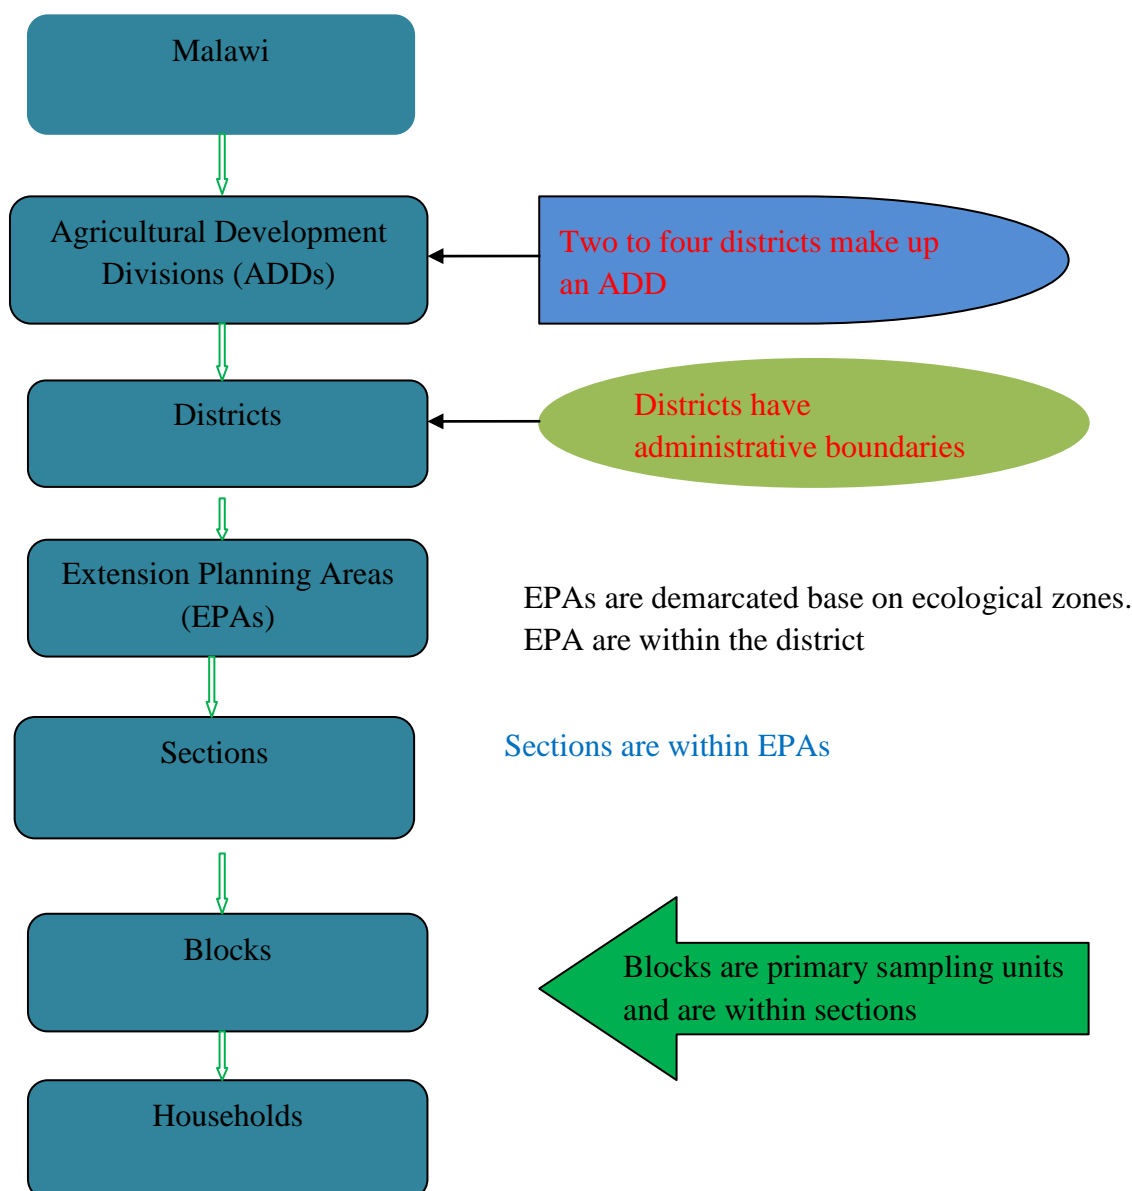 Malawi
Agricultural Development
Divisions (ADDs)
Two to four districts make up
an ADD
Districts
Districts have
administrative boundaries
Extension Planning Areas
(EPAs)
EPAs are demarcated base on ecological zones.
EPA are within the district
Sections
Sections are within EPAs
Blocks
Blocks are primary sampling units
and are within sections
Households